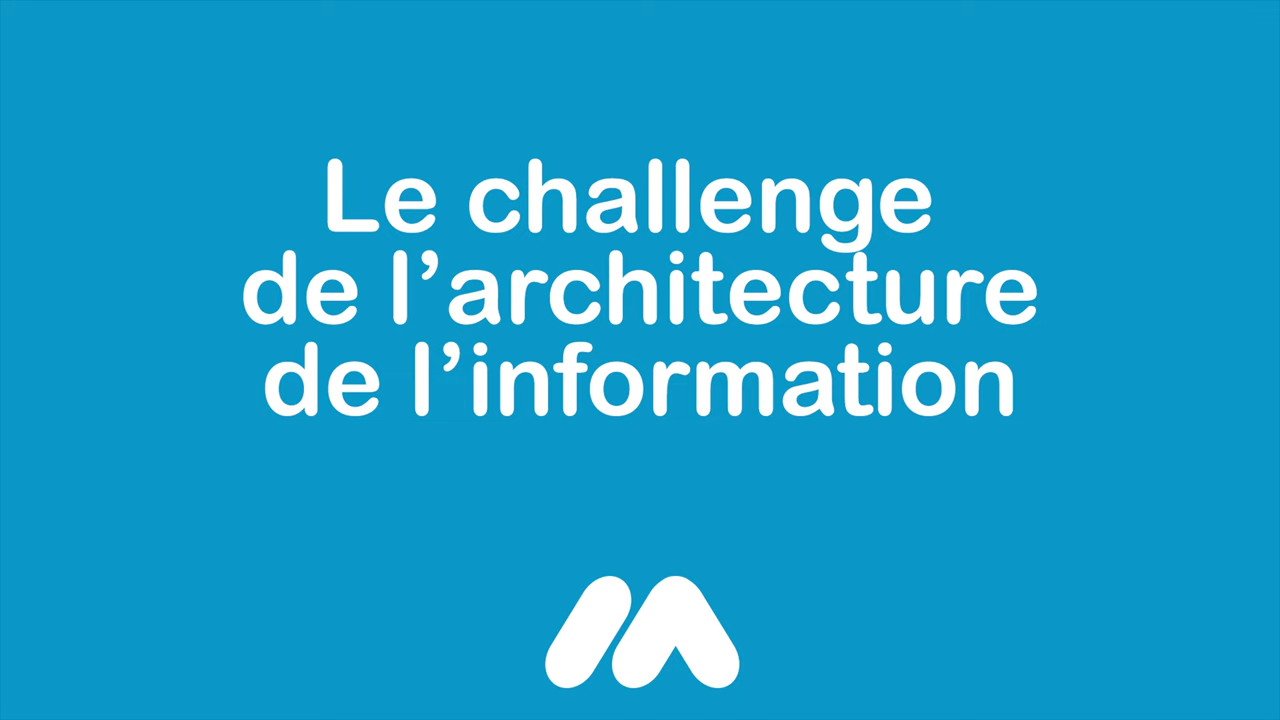 Le challenge
de l’architecture
de l’information